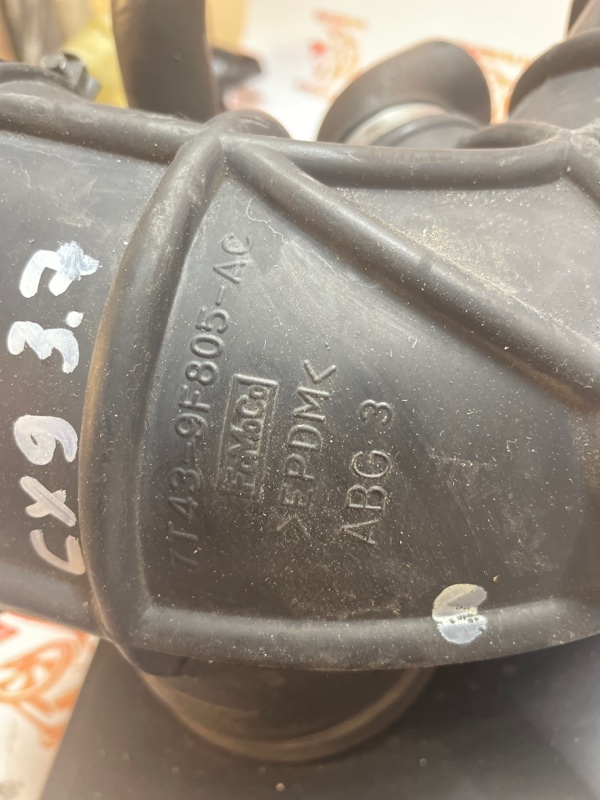 CX9 3.7
7T43-9F805-AC
FoMoCo
>EPDM<
ABG 3